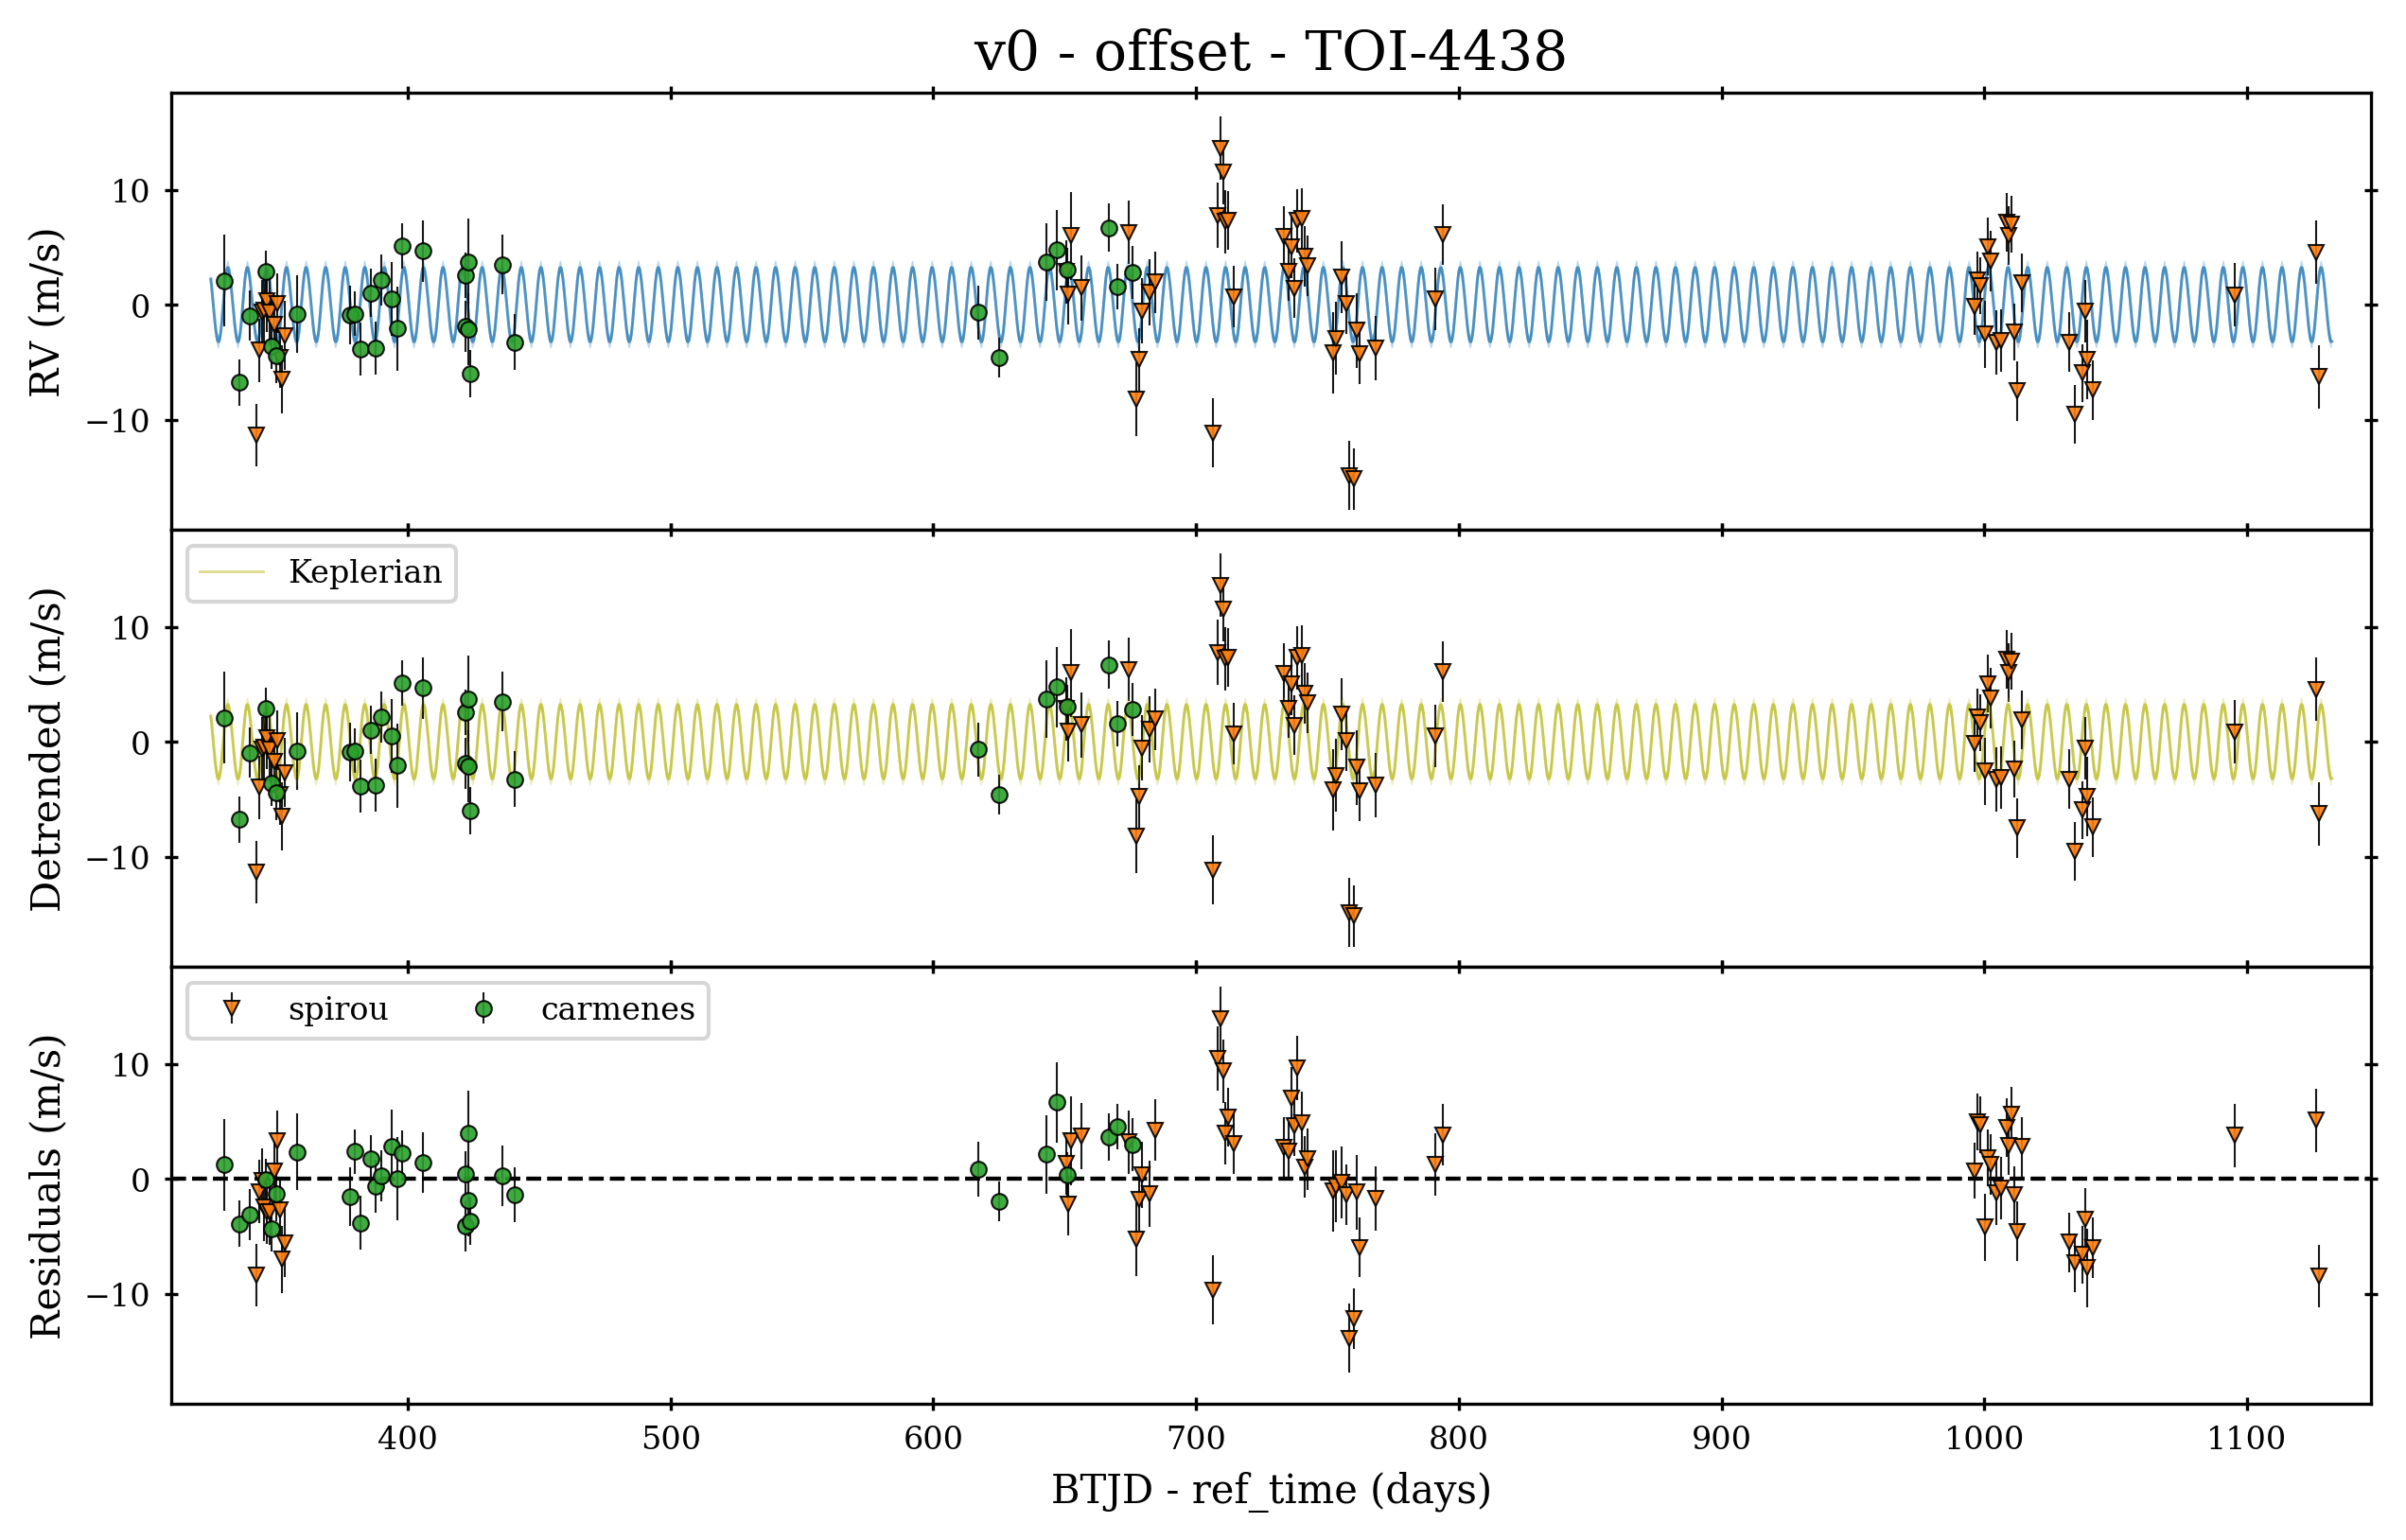 v0 - offset - TOI-4438
RV (m/s)
10
0
−10
Keplerian
Detrended (m/s)
10
0
−10
spirou carmenes
Residuals (m/s)
10
0
−10
400 500 600 700 800 900 1000 1100
BTJD - ref_time (days)